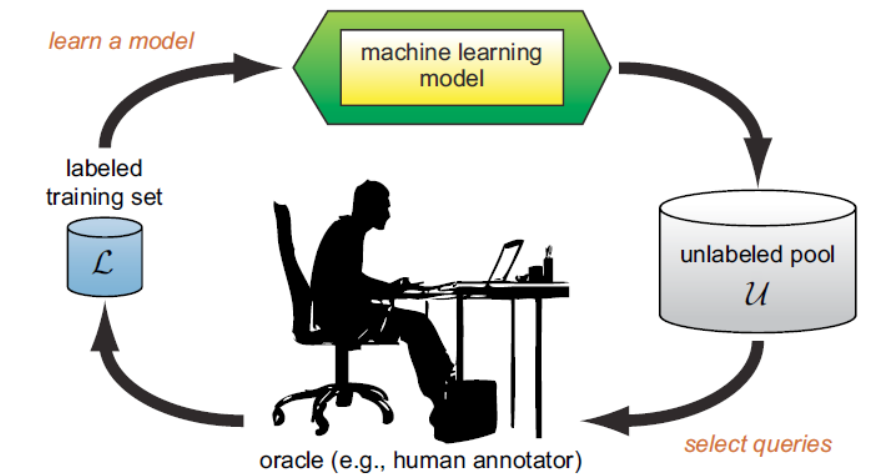 learn a model
machine learning
model
labeled
training set
ℒ
unlabeled pool
𝒰
select queries
oracle (e.g., human annotator)